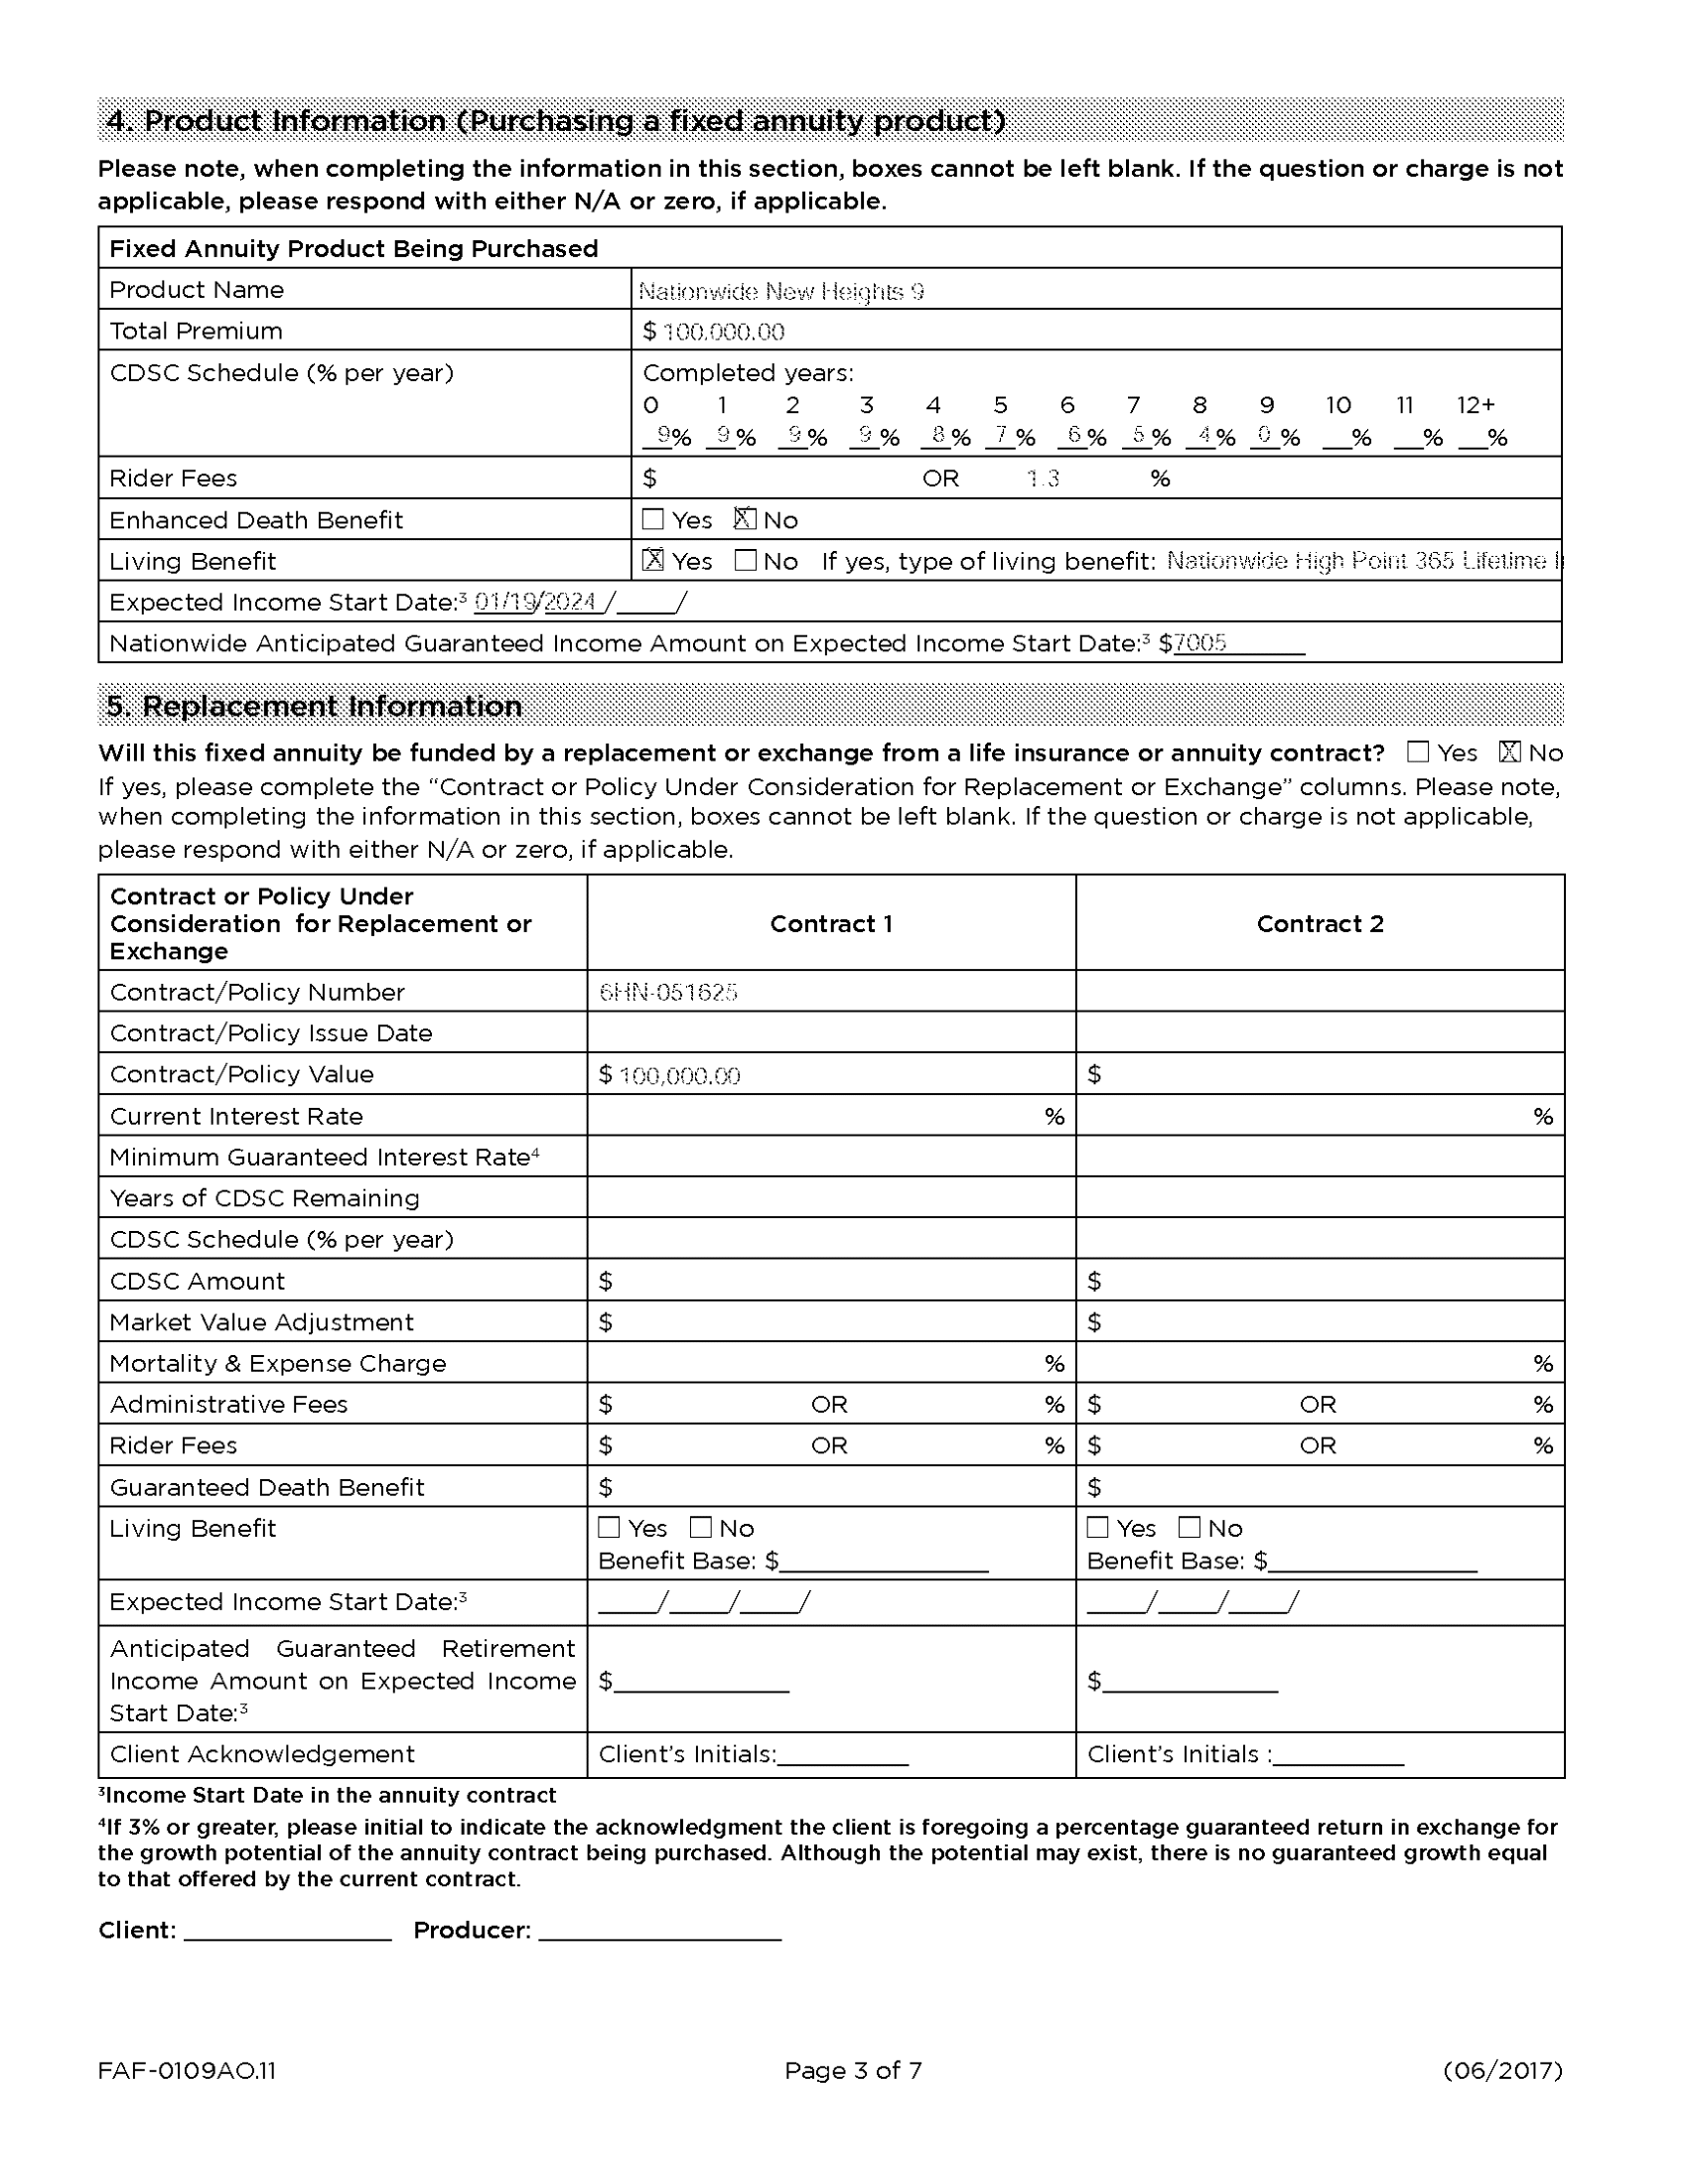 4. Product Information (Purchasing a fixed annuity product)
Please note, when completing the information in this section, boxes cannot be left blank. If the question or charge is not
applicable, please respond with either N/A or zero, if applicable.
Fixed Annuity Product Being Purchased
Product Name Nationwide New Heights 9
Total Premium $ 100,000.00
CDSC Schedule (% per year) Completed years:
0 1 2 3 4 5 6 7 8 9 10 11 12+
9% 9% 9% 9% 8% 7% 6% 5% 4% 0% __% __% __%
Rider Fees $ OR 1.3 %
Enhanced Death Benefit ☐ Yes ☒ No
Living Benefit ☒ Yes ☐ No If yes, type of living benefit: Nationwide High Point 365 Lifetime
Expected Income Start Date:³ 01/19/2024 /____/
Nationwide Anticipated Guaranteed Income Amount on Expected Income Start Date:³ $7005
5. Replacement Information
Will this fixed annuity be funded by a replacement or exchange from a life insurance or annuity contract? ☐ Yes ☒ No
If yes, please complete the “Contract or Policy Under Consideration for Replacement or Exchange” columns. Please note,
when completing the information in this section, boxes cannot be left blank. If the question or charge is not applicable,
please respond with either N/A or zero, if applicable.
Contract or Policy Under
Consideration for Replacement or
Exchange
Contract 1 Contract 2
Contract/Policy Number 6HN-051625
Contract/Policy Issue Date
Contract/Policy Value $ 100,000.00 $
Current Interest Rate % %
Minimum Guaranteed Interest Rate⁴
Years of CDSC Remaining
CDSC Schedule (% per year)
CDSC Amount $ $
Market Value Adjustment $ $
Mortality & Expense Charge % %
Administrative Fees $ OR % $ OR %
Rider Fees $ OR % $ OR %
Guaranteed Death Benefit $ $
Living Benefit ☐ Yes ☐ No ☐ Yes ☐ No
Benefit Base: $________________ Benefit Base: $________________
Expected Income Start Date:³ ____/____/____/ ____/____/____/
Anticipated Guaranteed Retirement
Income Amount on Expected Income $_____________ $_____________
Start Date:³
Client Acknowledgement Client’s Initials:__________ Client’s Initials :__________
³Income Start Date in the annuity contract
⁴If 3% or greater, please initial to indicate the acknowledgment the client is foregoing a percentage guaranteed return in exchange for
the growth potential of the annuity contract being purchased. Although the potential may exist, there is no guaranteed growth equal
to that offered by the current contract.
Client: ________________ Producer: ___________________
FAF-0109AO.11 Page 3 of 7 (06/2017)